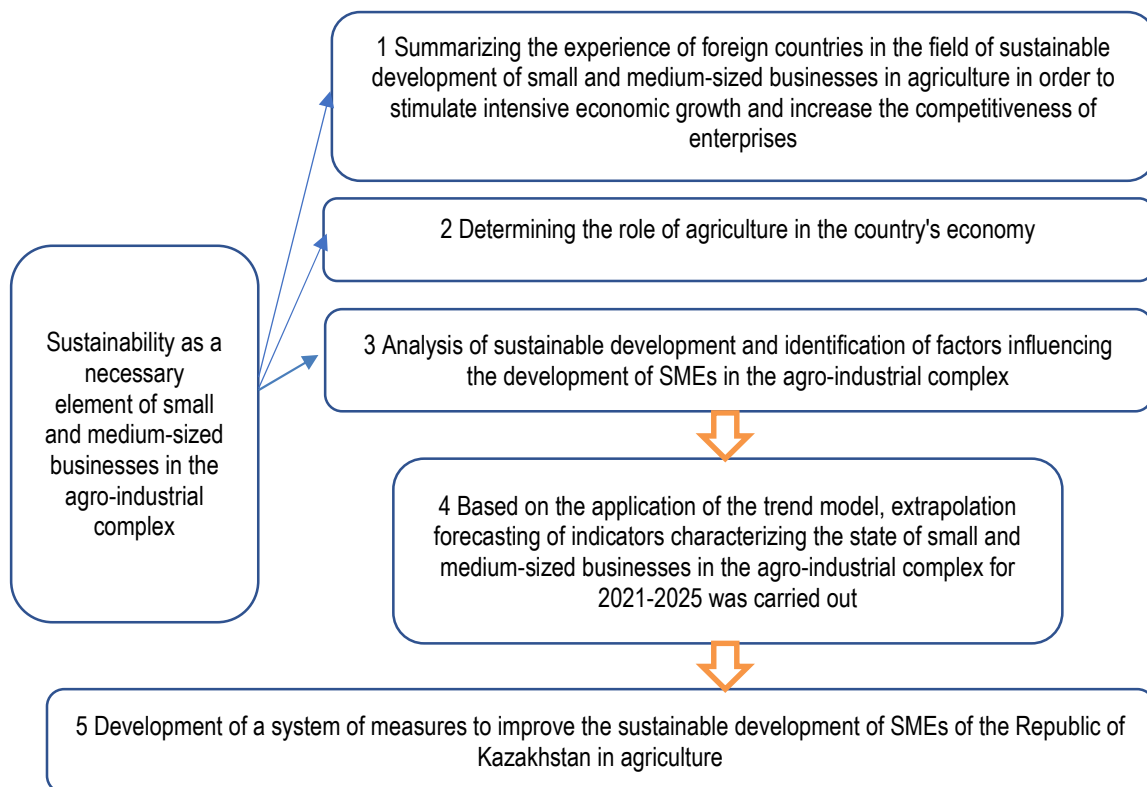 1 Summarizing the experience of foreign countries in the field of sustainable
development of small and medium-sized businesses in agriculture in order to
stimulate intensive economic growth and increase the competitiveness of
enterprises
2 Determining the role of agriculture in the country's economy
Sustainability as a
necessary
element of small
and medium-sized
businesses in the
agro-industrial
complex
3 Analysis of sustainable development and identification of factors influencing
the development of SMEs in the agro-industrial complex
4 Based on the application of the trend model, extrapolation
forecasting of indicators characterizing the state of small and
medium-sized businesses in the agro-industrial complex for
2021-2025 was carried out
5 Development of a system of measures to improve the sustainable development of SMEs of the Republic of
Kazakhstan in agriculture